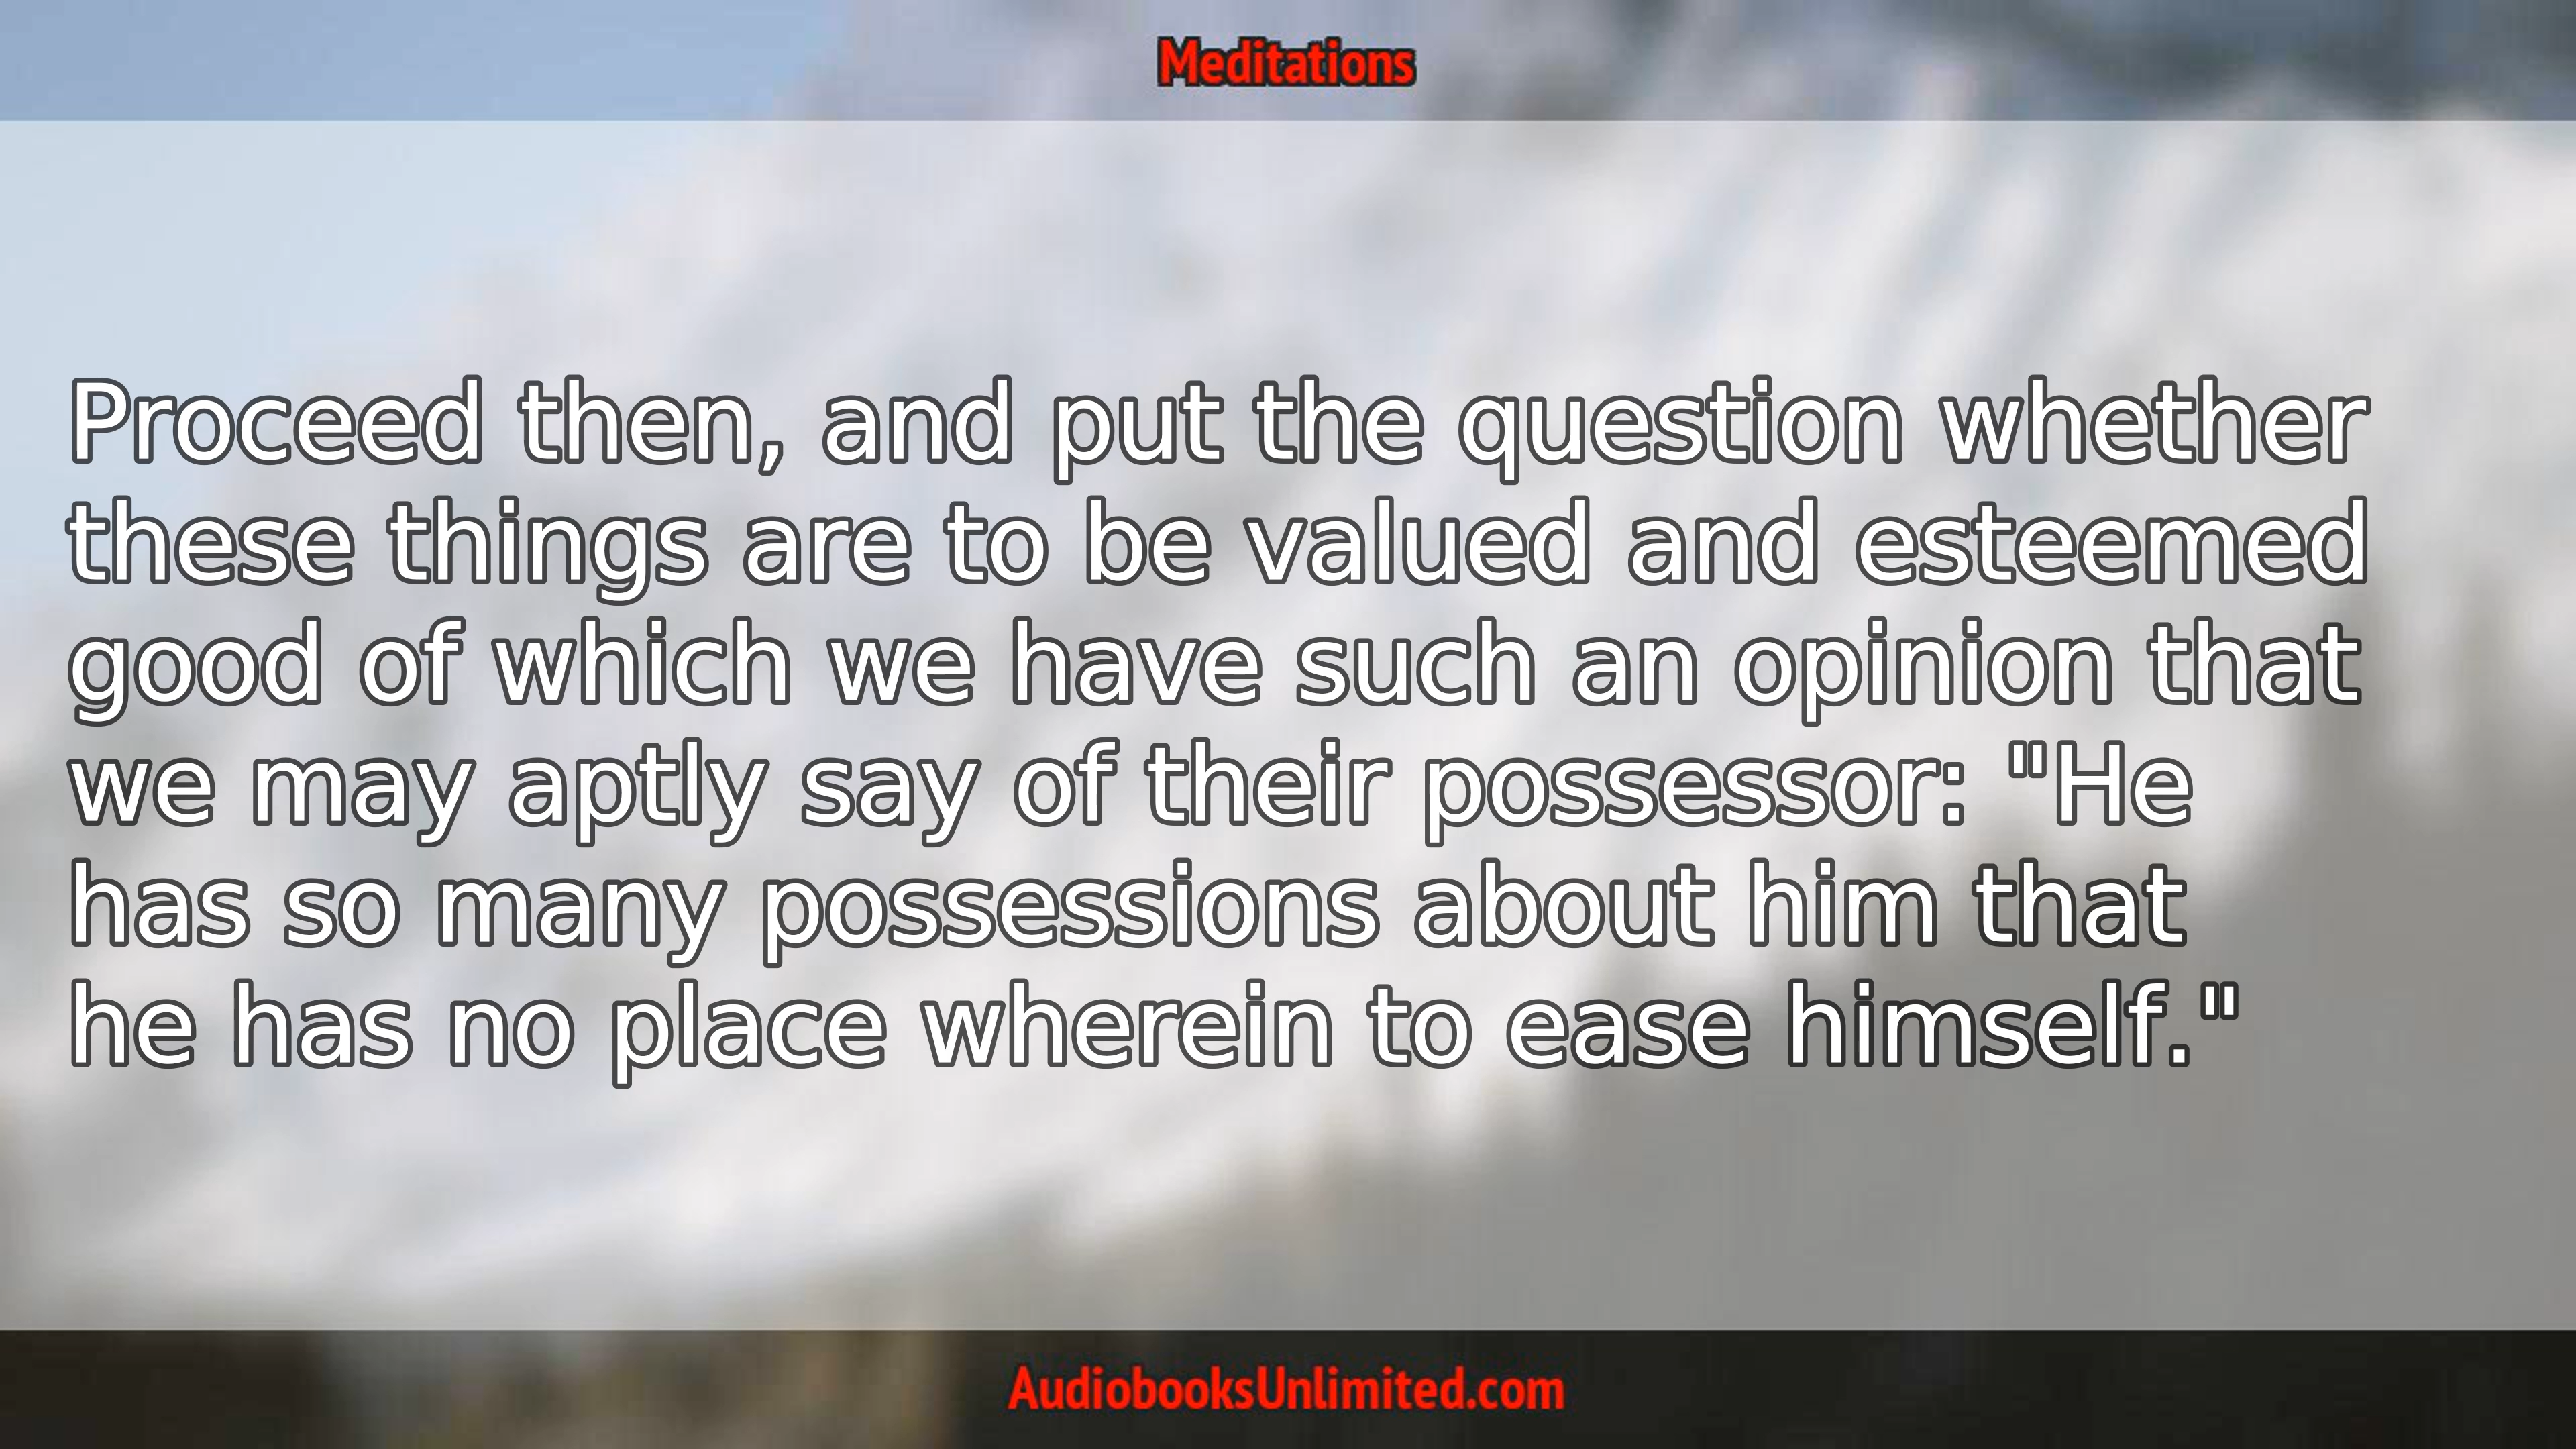 Meditations
Proceed then, and put the question whether
these things are to be valued and esteemed
good of which we have such an opinion that
we may aptly say of their possessor: "He
has so many possessions about him that
he has no place wherein to ease himself."
AudiobooksUnlimited.com